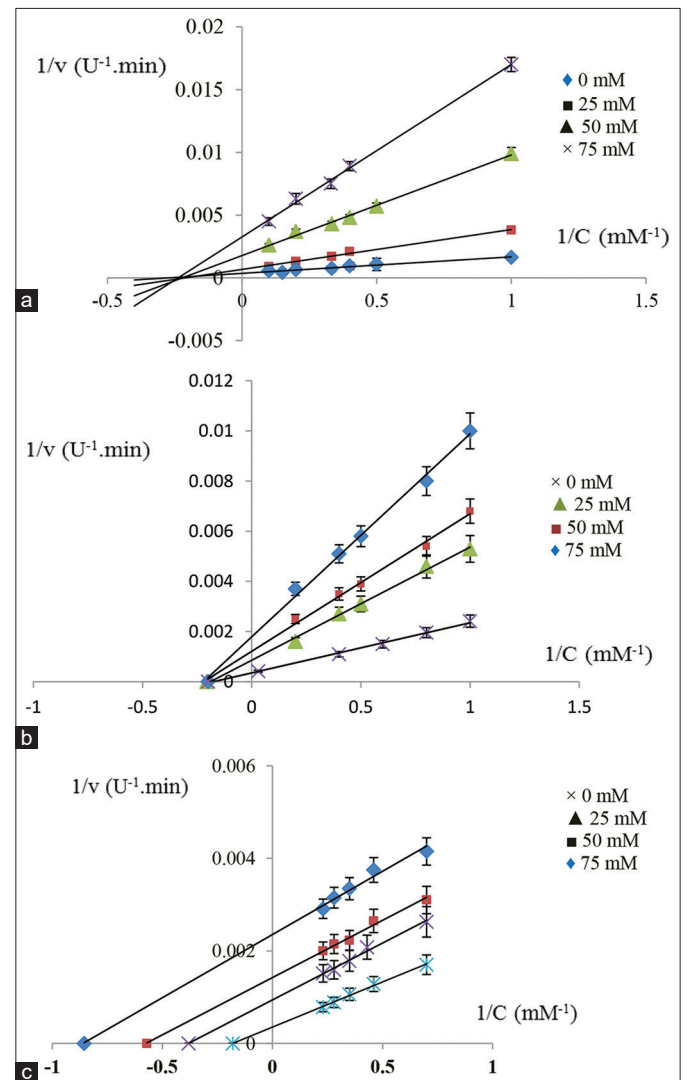 0.02
1/v (U⁻¹.min)
0.015
0 mM
25 mM
50 mM
75 mM
0.01
0.005
1/C (mM⁻¹)
0
-0.5
0
0.5
1
1.5
-0.005
a
0.012
0.01
1/v (U⁻¹.min)
0.008
× 0 mM
25 mM
50 mM
75 mM
0.006
0.004
0.002
1/C (mM⁻¹)
0
-1
-0.5
0
0.5
1
1.5
b
0.006
1/v (U⁻¹.min)
× 0 mM
25 mM
50 mM
75 mM
0.004
0.002
1/C (mM⁻¹)
0
-1
-0.5
0
0.5
1
c